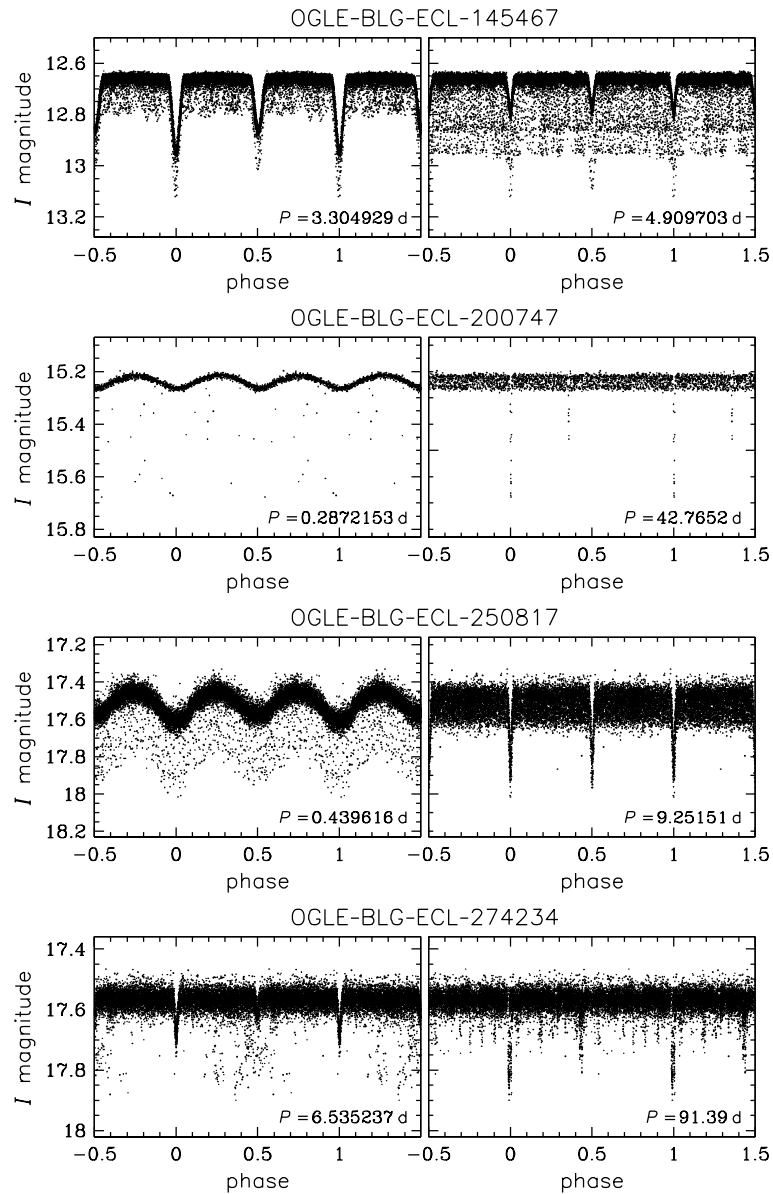 OGLE-BLG-ECL-145467
12.6
12.8
13
13.2
I magnitude
P = 3.304929 d
P = 4.909703 d
−0.5 0 0.5 1 −0.5 0 0.5 1 1.5
phase phase
OGLE-BLG-ECL-200747
15.2
15.4
15.6
15.8
I magnitude
P = 0.2872153 d
P = 42.7652 d
−0.5 0 0.5 1 −0.5 0 0.5 1 1.5
phase phase
OGLE-BLG-ECL-250817
17.2
17.4
17.6
17.8
18
18.2
I magnitude
P = 0.439616 d
P = 9.25151 d
−0.5 0 0.5 1 −0.5 0 0.5 1 1.5
phase phase
OGLE-BLG-ECL-274234
17.4
17.6
17.8
18
I magnitude
P = 6.535237 d
P = 91.39 d
−0.5 0 0.5 1 −0.5 0 0.5 1 1.5
phase phase